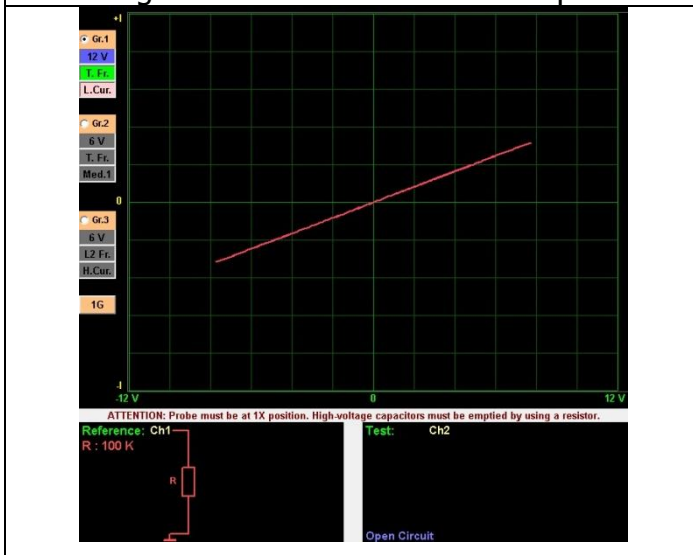 +I
Gr.1
12 V
T. Fr.
L.Cur.
Gr.2
6 V
T. Fr.
Med.1
0
Gr.3
6 V
L2 Fr.
H.Cur.
1G
-I
-12 V 0 12 V
ATTENTION: Probe must be at 1X position. High-voltage capacitors must be emptied by using a resistor.
Reference: Ch1
R : 100 K
R
Test: Ch2
Open Circuit